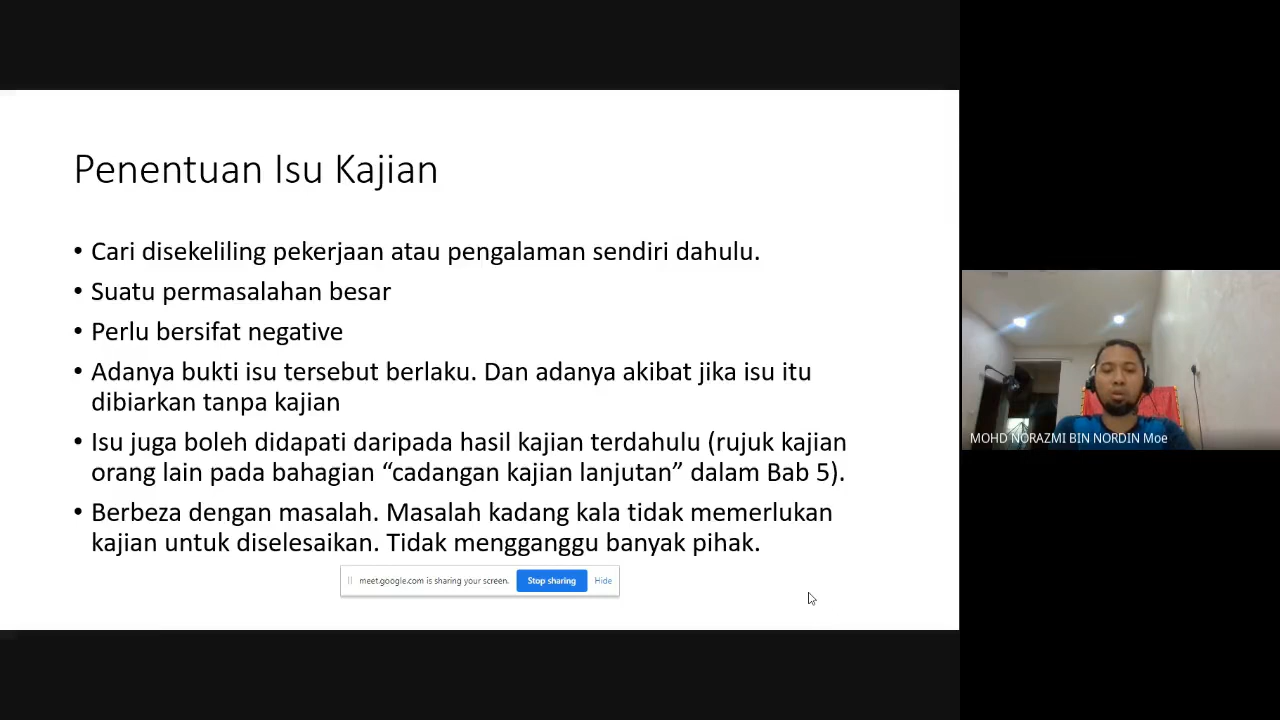 Penentuan Isu Kajian
• Cari disekeliling pekerjaan atau pengalaman sendiri dahulu.
• Suatu permasalahan besar
• Perlu bersifat negative
• Adanya bukti isu tersebut berlaku. Dan adanya akibat jika isu itu
dibiarkan tanpa kajian
• Isu juga boleh didapati daripada hasil kajian terdahulu (rujuk kajian
orang lain pada bahagian “cadangan kajian lanjutan” dalam Bab 5).
• Berbeza dengan masalah. Masalah kadang kala tidak memerlukan
kajian untuk diselesaikan. Tidak mengganggu banyak pihak.
meet.google.com is sharing your screen. Stop sharing Hide
MOHD NORAZMI BIN NORDIN Moe